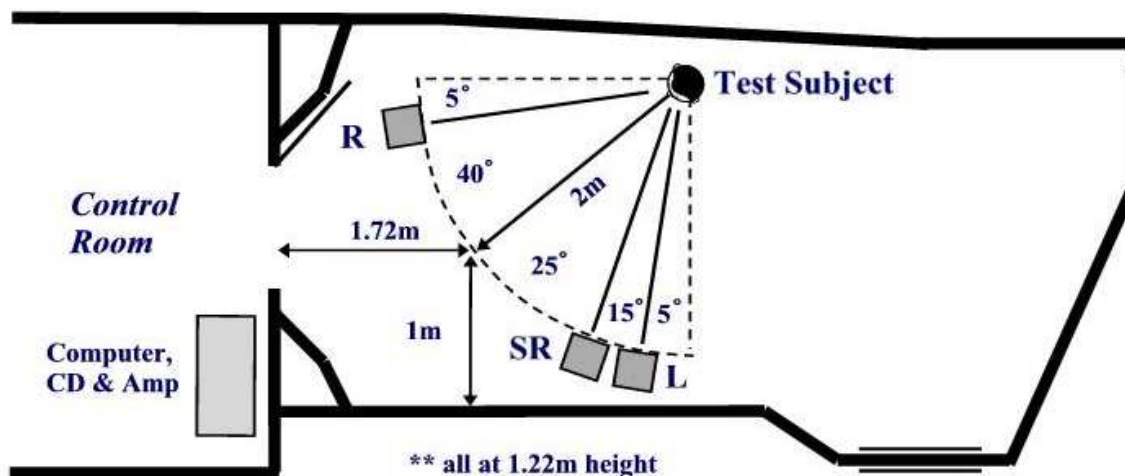 Test Subject
5°
R
40°
2m
Control
Room
1.72m
25°
15° 5°
1m
SR
L
Computer,
CD & Amp
** all at 1.22m height